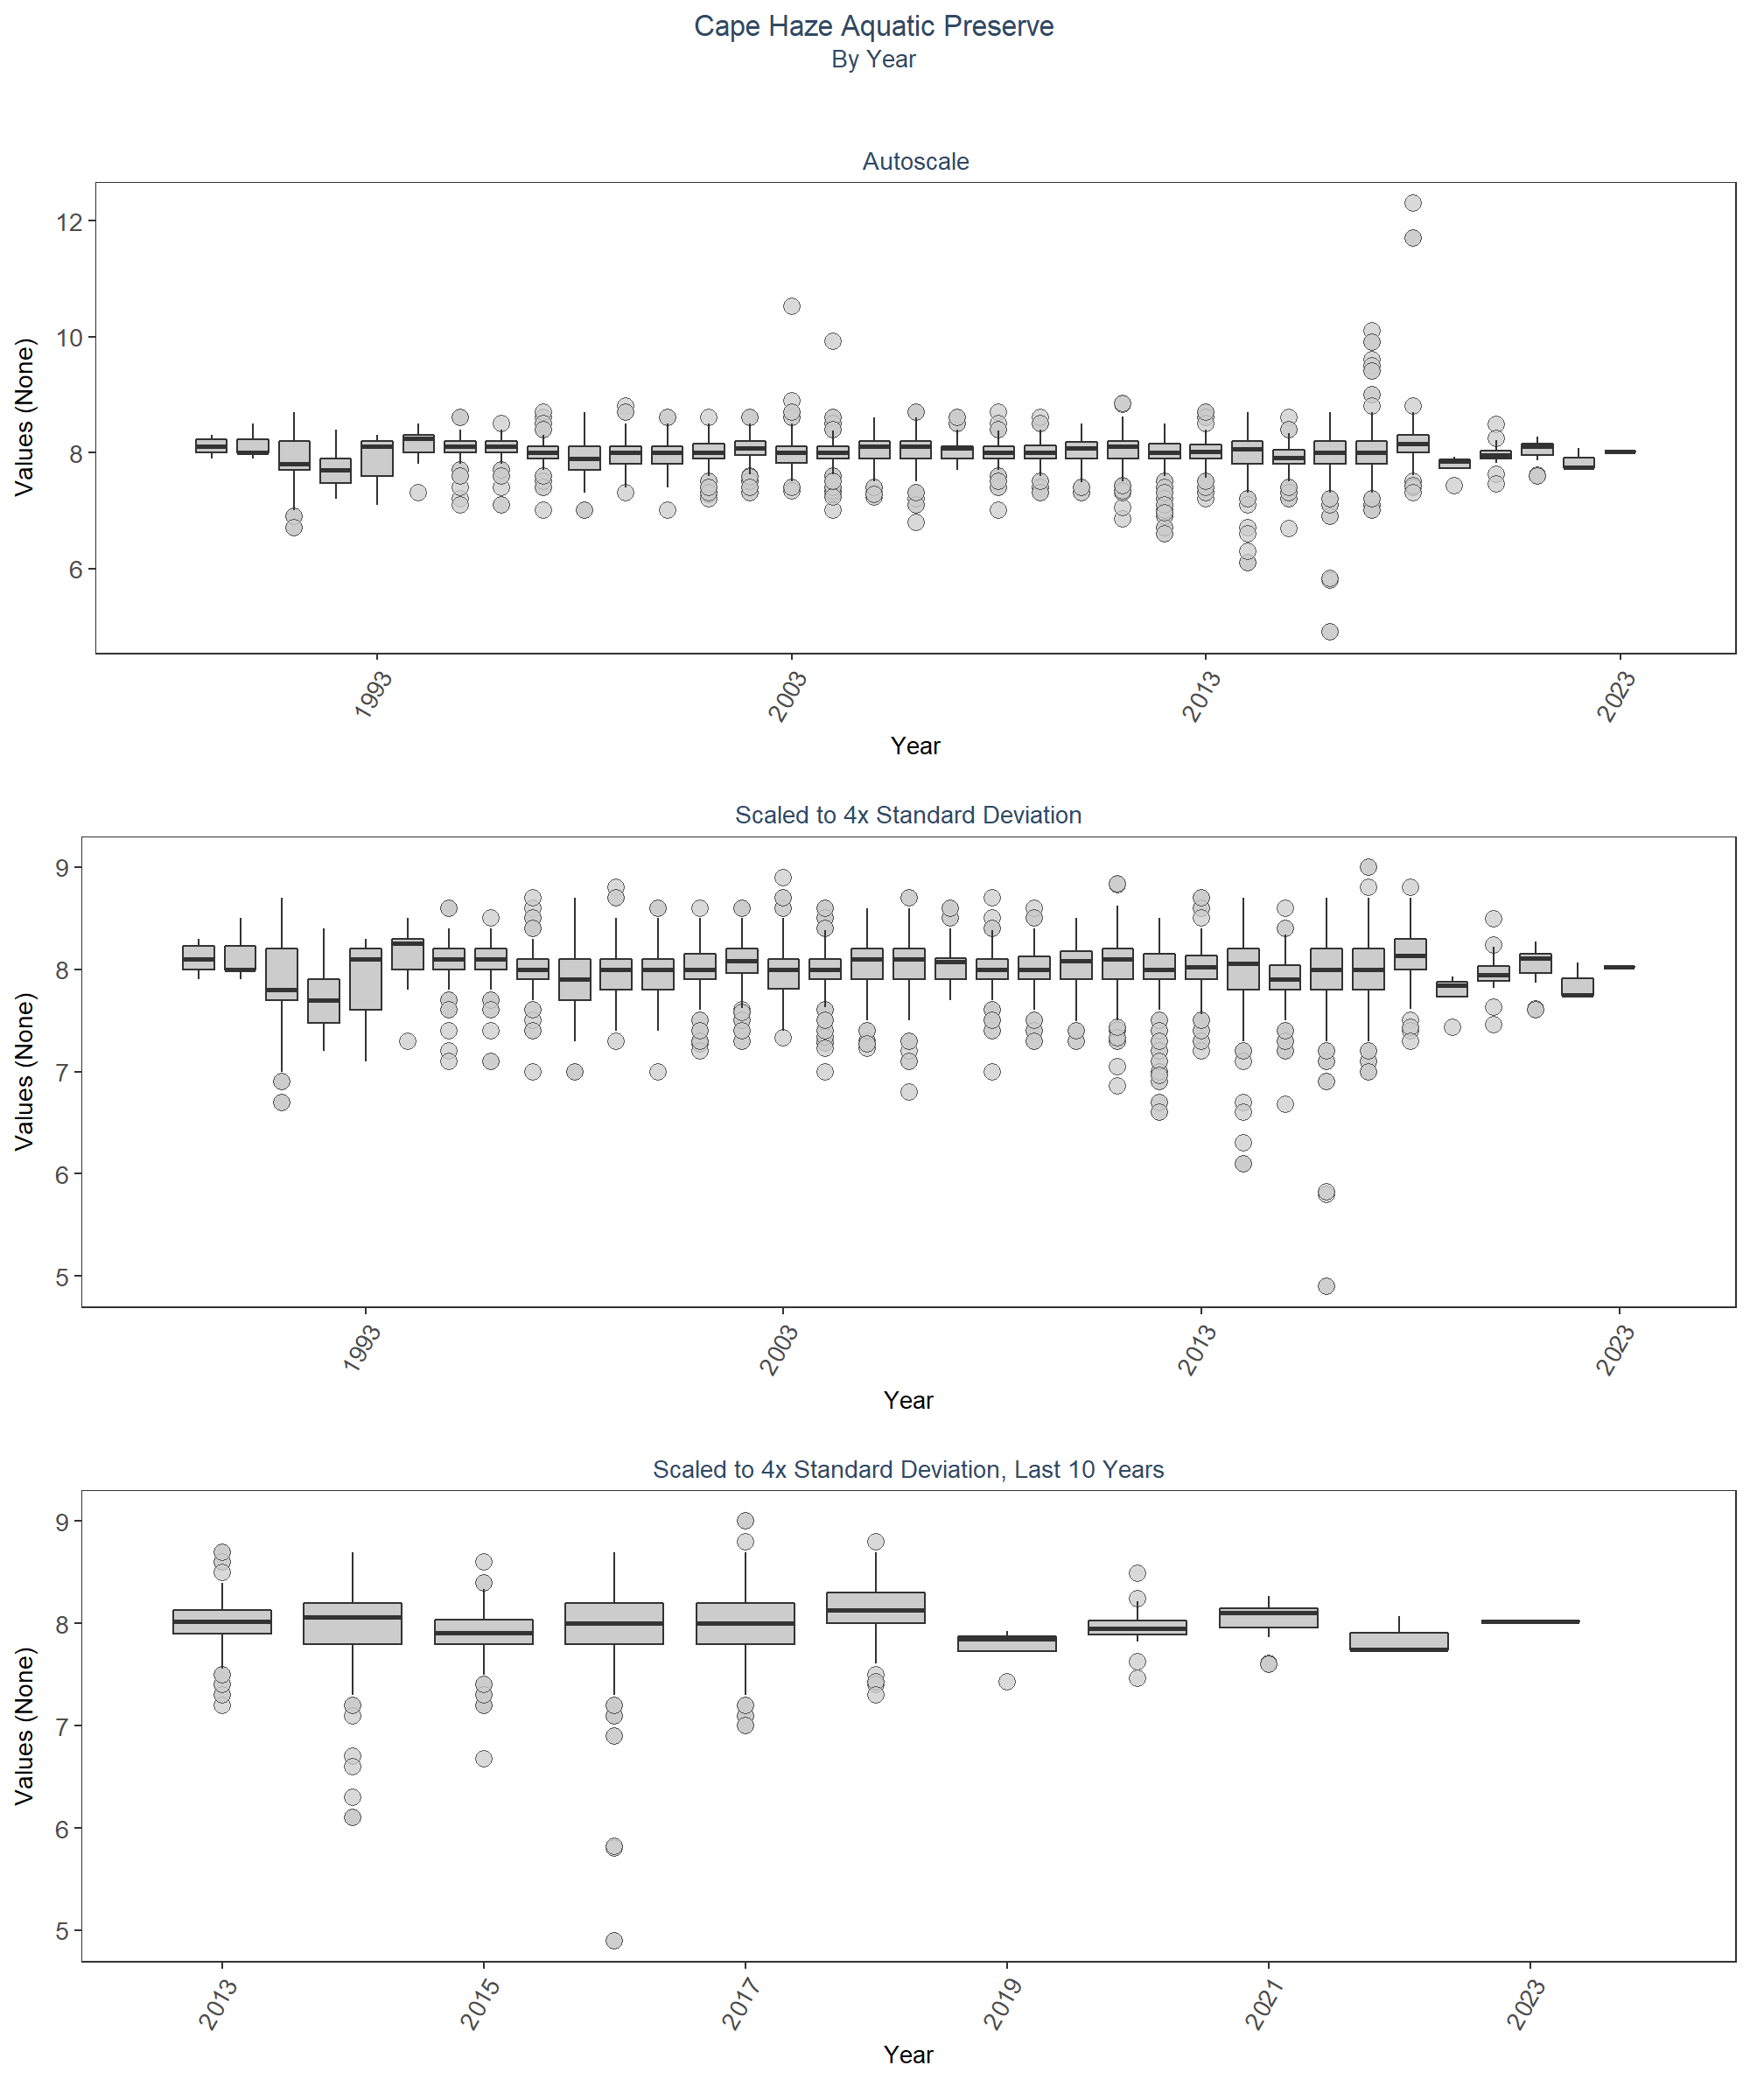 Cape Haze Aquatic Preserve
By Year
Autoscale
Values (None)
12
10
8
6
1993
2003
2013
2023
Year
Scaled to 4x Standard Deviation
Values (None)
9
8
7
6
5
1993
2003
2013
2023
Year
Scaled to 4x Standard Deviation, Last 10 Years
Values (None)
9
8
7
6
5
2013
2015
2017
2019
2021
2023
Year